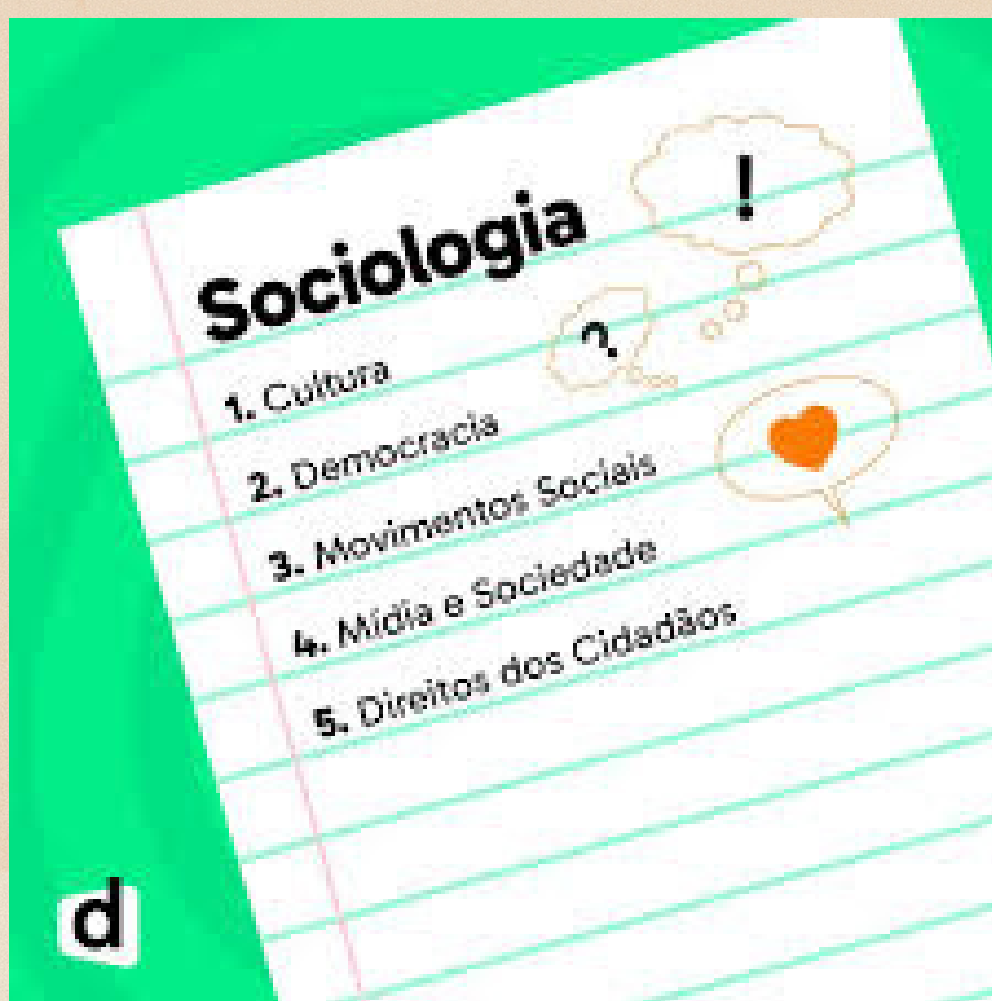 !
Sociologia
?
1. Cultura
2. Democracia
3. Movimentos Sociais
4. Mídia e Sociedade
5. Direitos dos Cidadãos
d